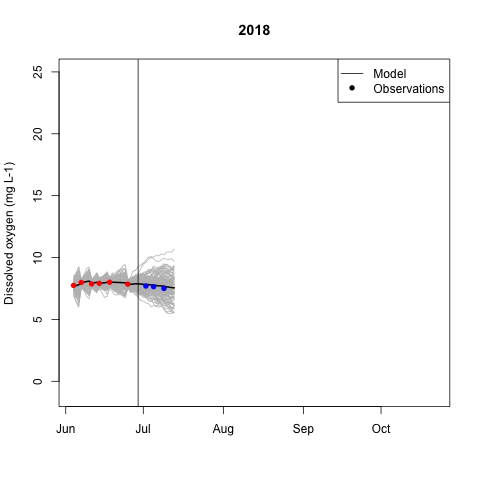 2018
Dissolved oxygen (mg L-1)
25
20
15
10
5
0
Model
Observations
Jun
Jul
Aug
Sep
Oct